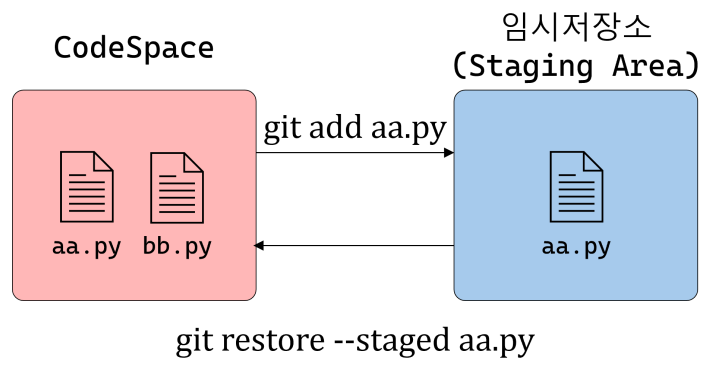 CodeSpace
임시저장소
(Staging Area)
git add aa.py
aa.py
bb.py
aa.py
git restore --staged aa.py